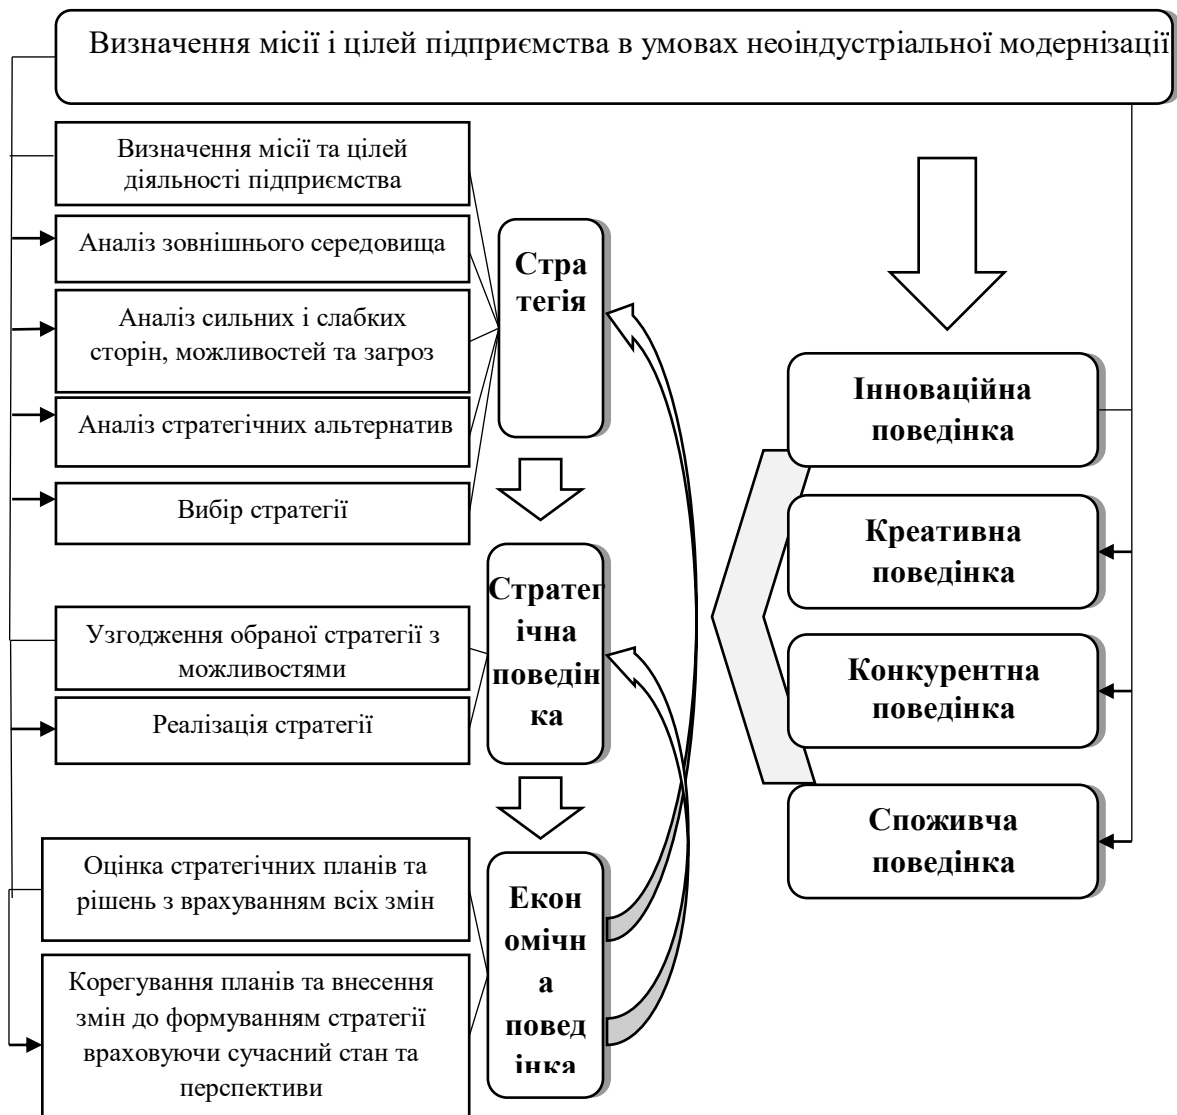 Визначення місії і цілей підприємства в умовах неоіндустріальної модернізації
Визначення місії та цілей
діяльності підприємства
Аналіз зовнішнього середовища
Аналіз сильних і слабких
сторін, можливостей та загроз
Аналіз стратегічних альтернатив
Вибір стратегії
Стра
тегія
Узгодження обраної стратегії з
можливостями
Реалізація стратегії
Стратег
ічна
поведін
ка
Оцінка стратегічних планів та
рішень з врахуванням всіх змін
Корегування планів та внесення
змін до формуванням стратегії
враховуючи сучасний стан та
перспективи
Екон
омічн
а
повед
інка
Інноваційна
поведінка
Креативна
поведінка
Конкурентна
поведінка
Споживча
поведінка